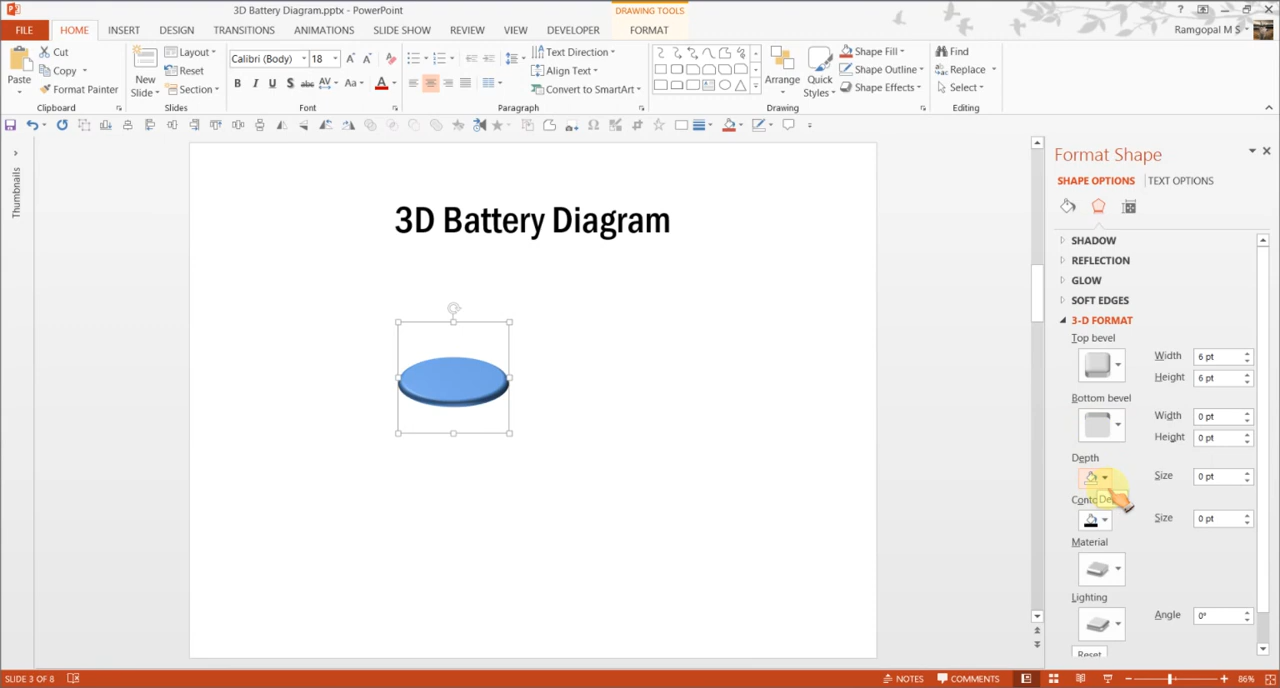 3D Battery Diagram.pptx - PowerPoint
DRAWING TOOLS
?
FILE HOME INSERT DESIGN TRANSITIONS ANIMATIONS SLIDE SHOW REVIEW VIEW DEVELOPER FORMAT
Ramgopal M S
Paste
Cut
Copy
Format Painter
Clipboard
New Slide
Layout
Reset
Section
Slides
Calibri (Body) 18
B I U S abc AV Aa A
Font
Text Direction
Align Text
Convert to SmartArt
Paragraph
Arrange
Quick Styles
Shape Fill
Shape Outline
Shape Effects
Drawing
Find
Replace
Select
Editing
Thumbnails
3D Battery Diagram
Format Shape
SHAPE OPTIONS TEXT OPTIONS
SHADOW
REFLECTION
GLOW
SOFT EDGES
3-D FORMAT
Top bevel
Width 6 pt
Height 6 pt
Bottom bevel
Width 0 pt
Height 0 pt
Depth
Size 0 pt
Size 0 pt
Material
Lighting
Angle 0°
Reset
SLIDE 3 OF 8
NOTES COMMENTS 86%